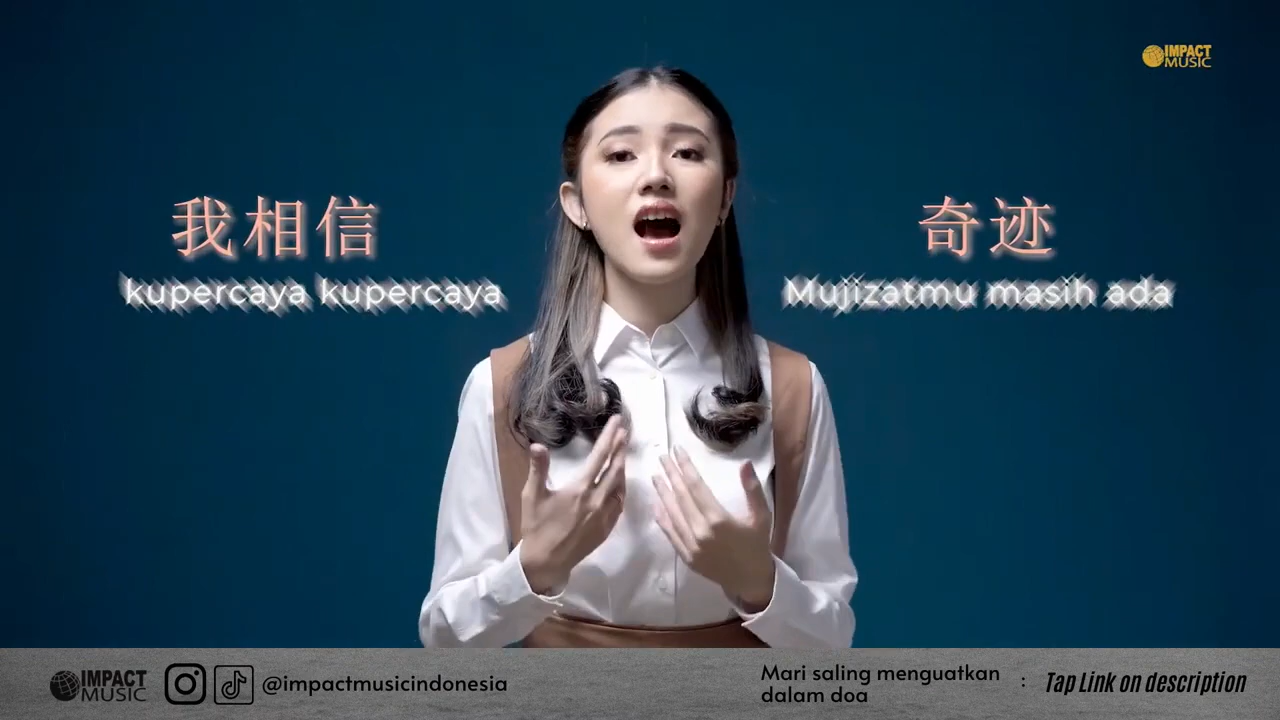 IMPACT
MUSIC
我相信
kupercaya kupercaya
奇迹
Mujizatmu masih ada
IMPACT
MUSIC
@impactmusicindonesia
Mari saling menguatkan
dalam doa
:
Tap Link on description